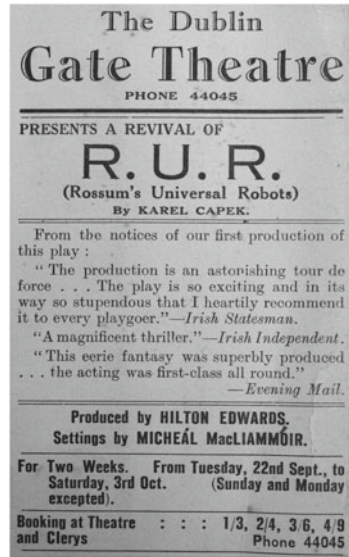 The Dublin
Gate Theatre
PHONE 44045
PRESENTS A REVIVAL OF
R. U. R.
(Rossum's Universal Robots)
By KAREL CAPEK.
From the notices of our first production of
this play :
" The production is an astonishing tour de
force . . . The play is so exciting and in its
way so stupendous that I heartily recommend
it to every playgoer."—Irish Statesman.
"A magnificent thriller."—Irish Independent.
"This eerie fantasy was superbly produced
. . . the acting was first-class all round."
—Evening Mail.
Produced by HILTON EDWARDS.
Settings by MICHEÁL MacLIAMMÓIR.
For Two Weeks. From Tuesday, 22nd Sept., to
Saturday, 3rd Oct. (Sunday and Monday
excepted).
Booking at Theatre : : : 1/3, 2/4, 3/6, 4/9
and Clerys Phone 44045